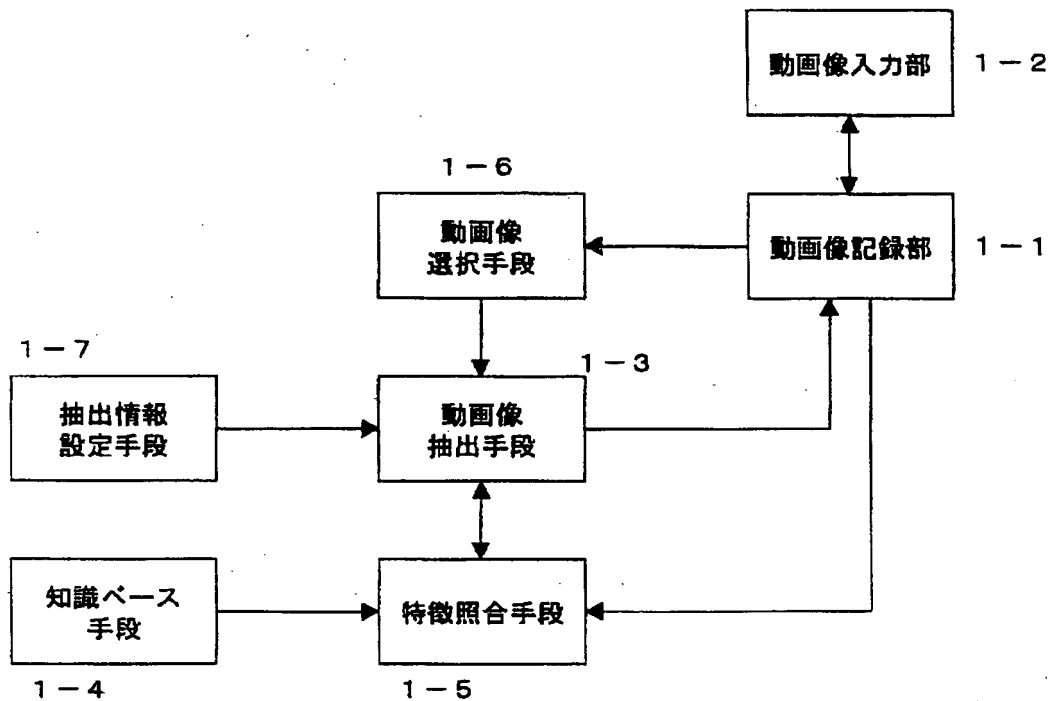 動画像入力部
1-2
1-6
動画像
選択手段
動画像記録部
1-1
1-7
1-3
抽出情報
設定手段
動画像
抽出手段
知識ベース
手段
特徴照合手段
1-4
1-5